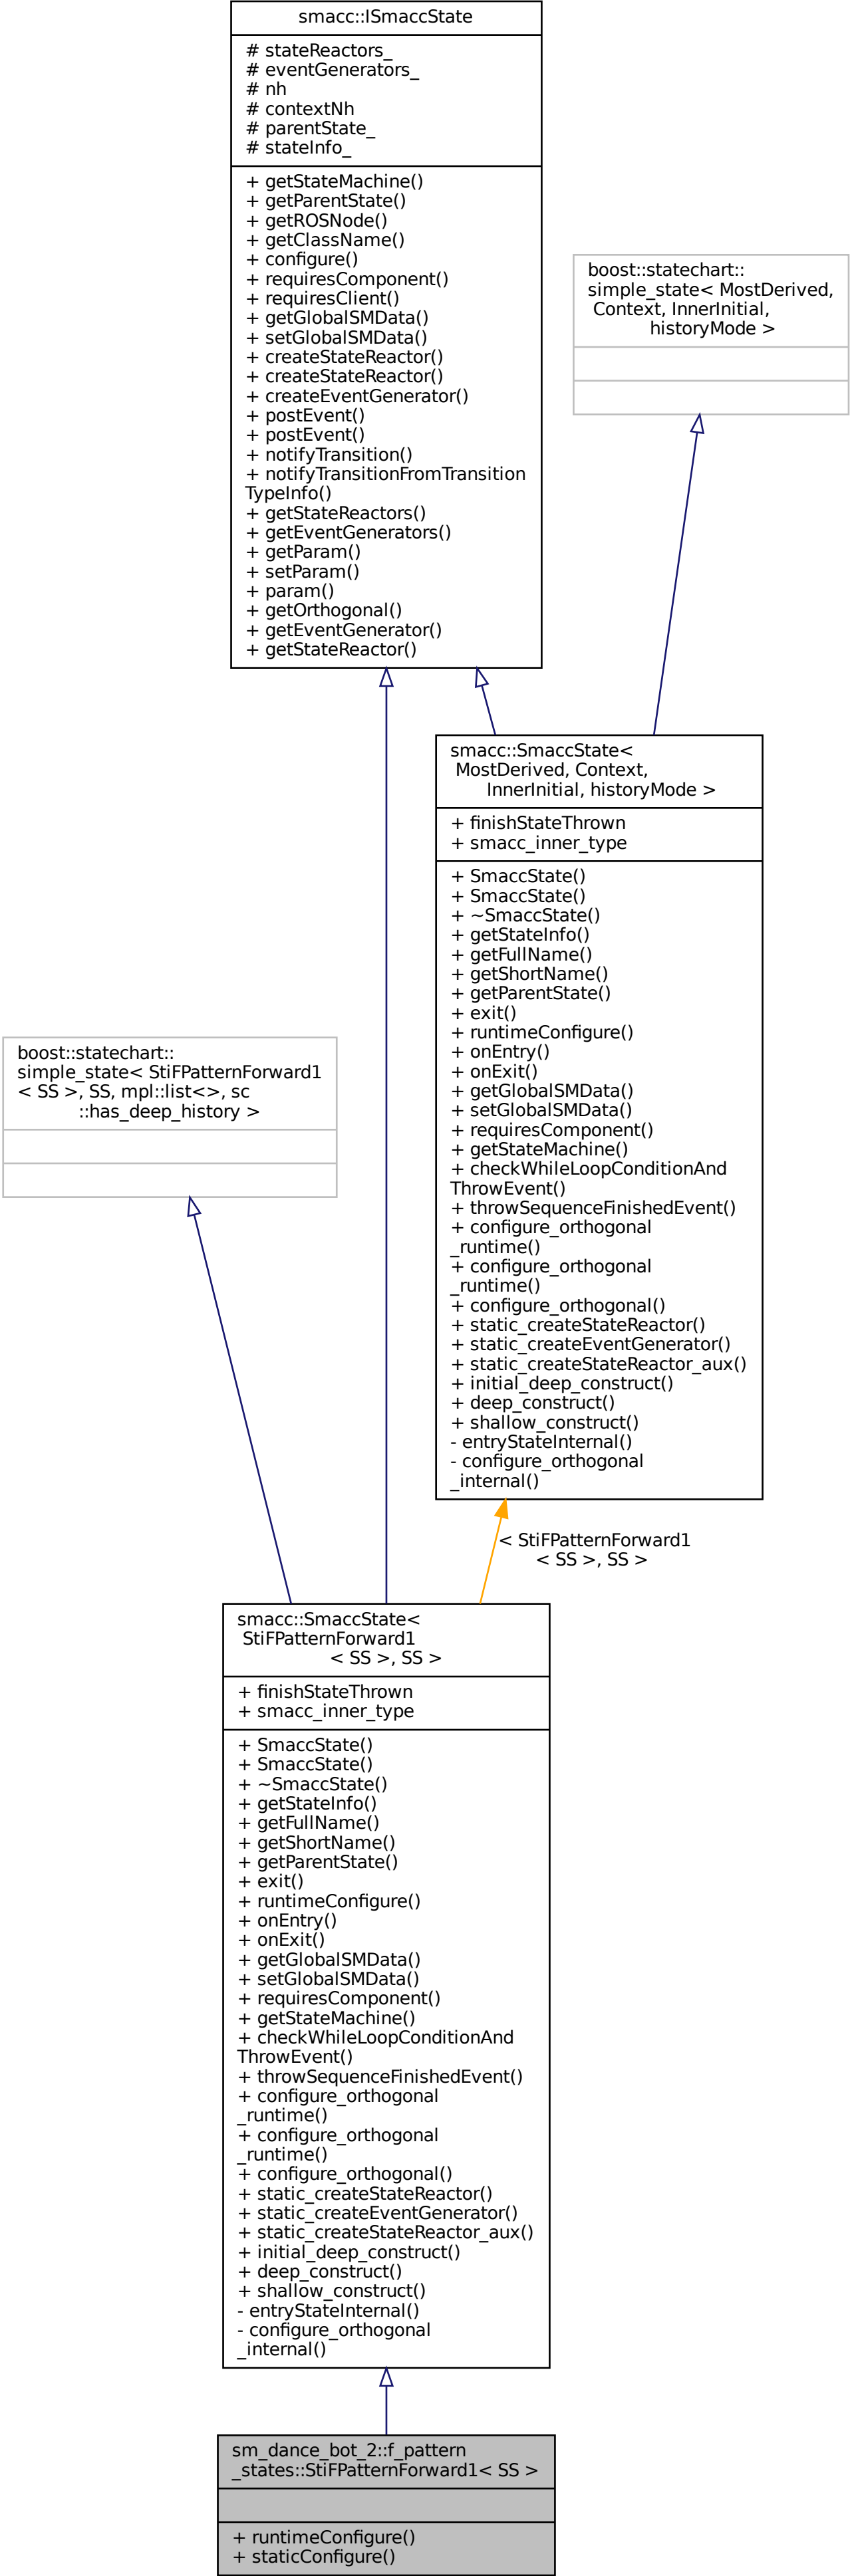 smacc::ISmaccState
# stateReactors_
# eventGenerators_
# nh
# contextNh
# parentState_
# stateInfo_
+ getStateMachine()
+ getParentState()
+ getROSNode()
+ getClassName()
+ configure()
+ requiresComponent()
+ requiresClient()
+ getGlobalSMData()
+ setGlobalSMData()
+ createStateReactor()
+ createStateReactor()
+ createEventGenerator()
+ postEvent()
+ postEvent()
+ notifyTransition()
+ notifyTransitionFromTransition
TypeInfo()
+ getStateReactors()
+ getEventGenerators()
+ getParam()
+ setParam()
+ param()
+ getOrthogonal()
+ getEventGenerator()
+ getStateReactor()
boost::statechart::
simple_state< MostDerived,
Context, InnerInitial,
historyMode >
smacc::SmaccState<
MostDerived, Context,
InnerInitial, historyMode >
+ finishStateThrown
+ smacc_inner_type
+ SmaccState()
+ SmaccState()
+ ~SmaccState()
+ getStateInfo()
+ getFullName()
+ getShortName()
+ getParentState()
+ exit()
+ runtimeConfigure()
+ onEntry()
+ onExit()
+ getGlobalSMData()
+ setGlobalSMData()
+ requiresComponent()
+ getStateMachine()
+ checkWhileLoopConditionAnd
ThrowEvent()
+ throwSequenceFinishedEvent()
+ configure_orthogonal
_runtime()
+ configure_orthogonal
_runtime()
+ configure_orthogonal()
+ static_createStateReactor()
+ static_createEventGenerator()
+ static_createStateReactor_aux()
+ initial_deep_construct()
+ deep_construct()
+ shallow_construct()
- entryStateInternal()
- configure_orthogonal
_internal()
boost::statechart::
simple_state< StiFPatternForward1
< SS >, SS, mpl::list<>, sc
::has_deep_history >
< StiFPatternForward1
< SS >, SS >
smacc::SmaccState<
StiFPatternForward1
< SS >, SS >
+ finishStateThrown
+ smacc_inner_type
+ SmaccState()
+ SmaccState()
+ ~SmaccState()
+ getStateInfo()
+ getFullName()
+ getShortName()
+ getParentState()
+ exit()
+ runtimeConfigure()
+ onEntry()
+ onExit()
+ getGlobalSMData()
+ setGlobalSMData()
+ requiresComponent()
+ getStateMachine()
+ checkWhileLoopConditionAnd
ThrowEvent()
+ throwSequenceFinishedEvent()
+ configure_orthogonal
_runtime()
+ configure_orthogonal
_runtime()
+ configure_orthogonal()
+ static_createStateReactor()
+ static_createEventGenerator()
+ static_createStateReactor_aux()
+ initial_deep_construct()
+ deep_construct()
+ shallow_construct()
- entryStateInternal()
- configure_orthogonal
_internal()
sm_dance_bot_2::f_pattern
_states::StiFPatternForward1< SS >
+ runtimeConfigure()
+ staticConfigure()